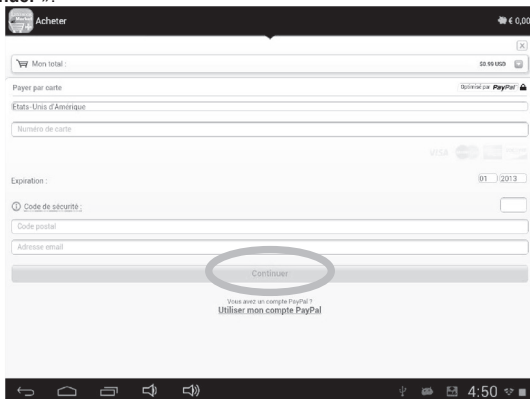 nuer ».
Acheter
€ 0,00
Mon total :
$0.99 USD
Payer par carte
Optimisé par PayPal
États-Unis d'Amérique
Numéro de carte
VISA
Expiration :
01 2013
Code de sécurité :
Code postal
Adresse email
Continuer
Vous avez un compte PayPal ?
Utiliser mon compte PayPal
4:50